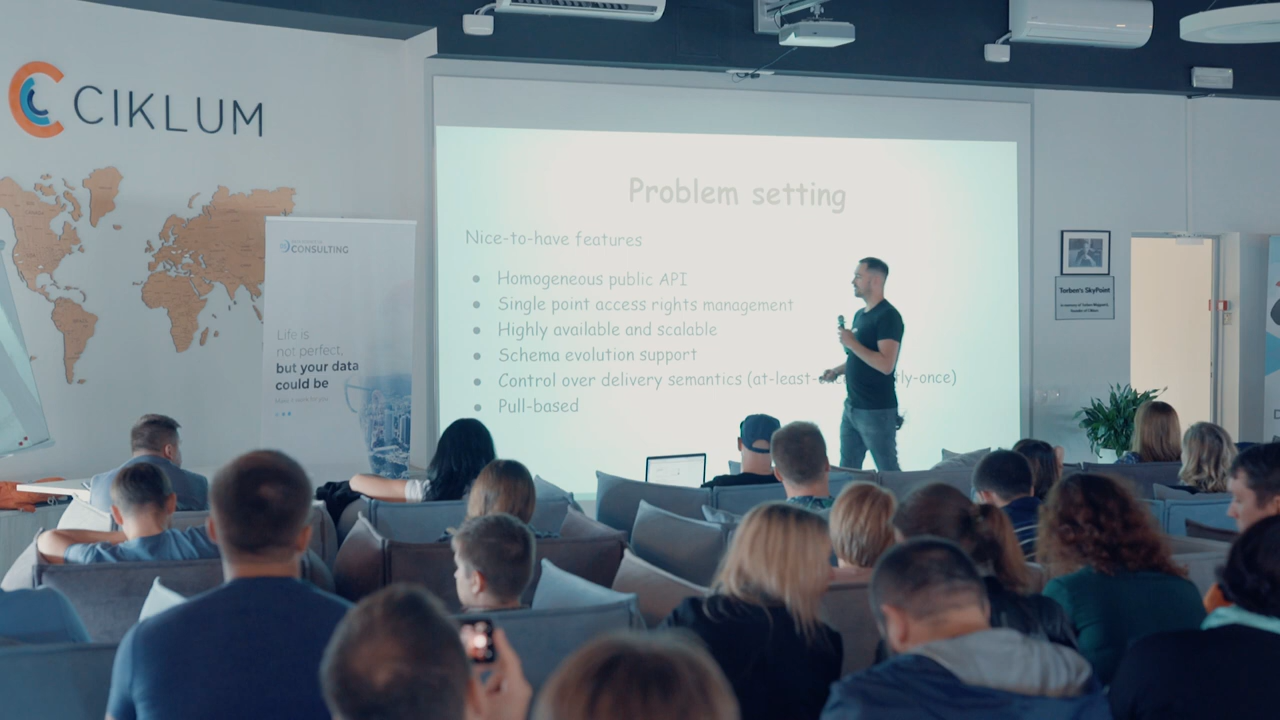 CIKLUM
CONSULTING
Life is
not perfect,
but your data
could be
Problem setting
Nice-to-have features
Homogeneous public API
Single point access rights management
Highly available and scalable
Schema evolution support
Control over delivery semantics (at-least-
Pull-based
Torben's SkyPoint